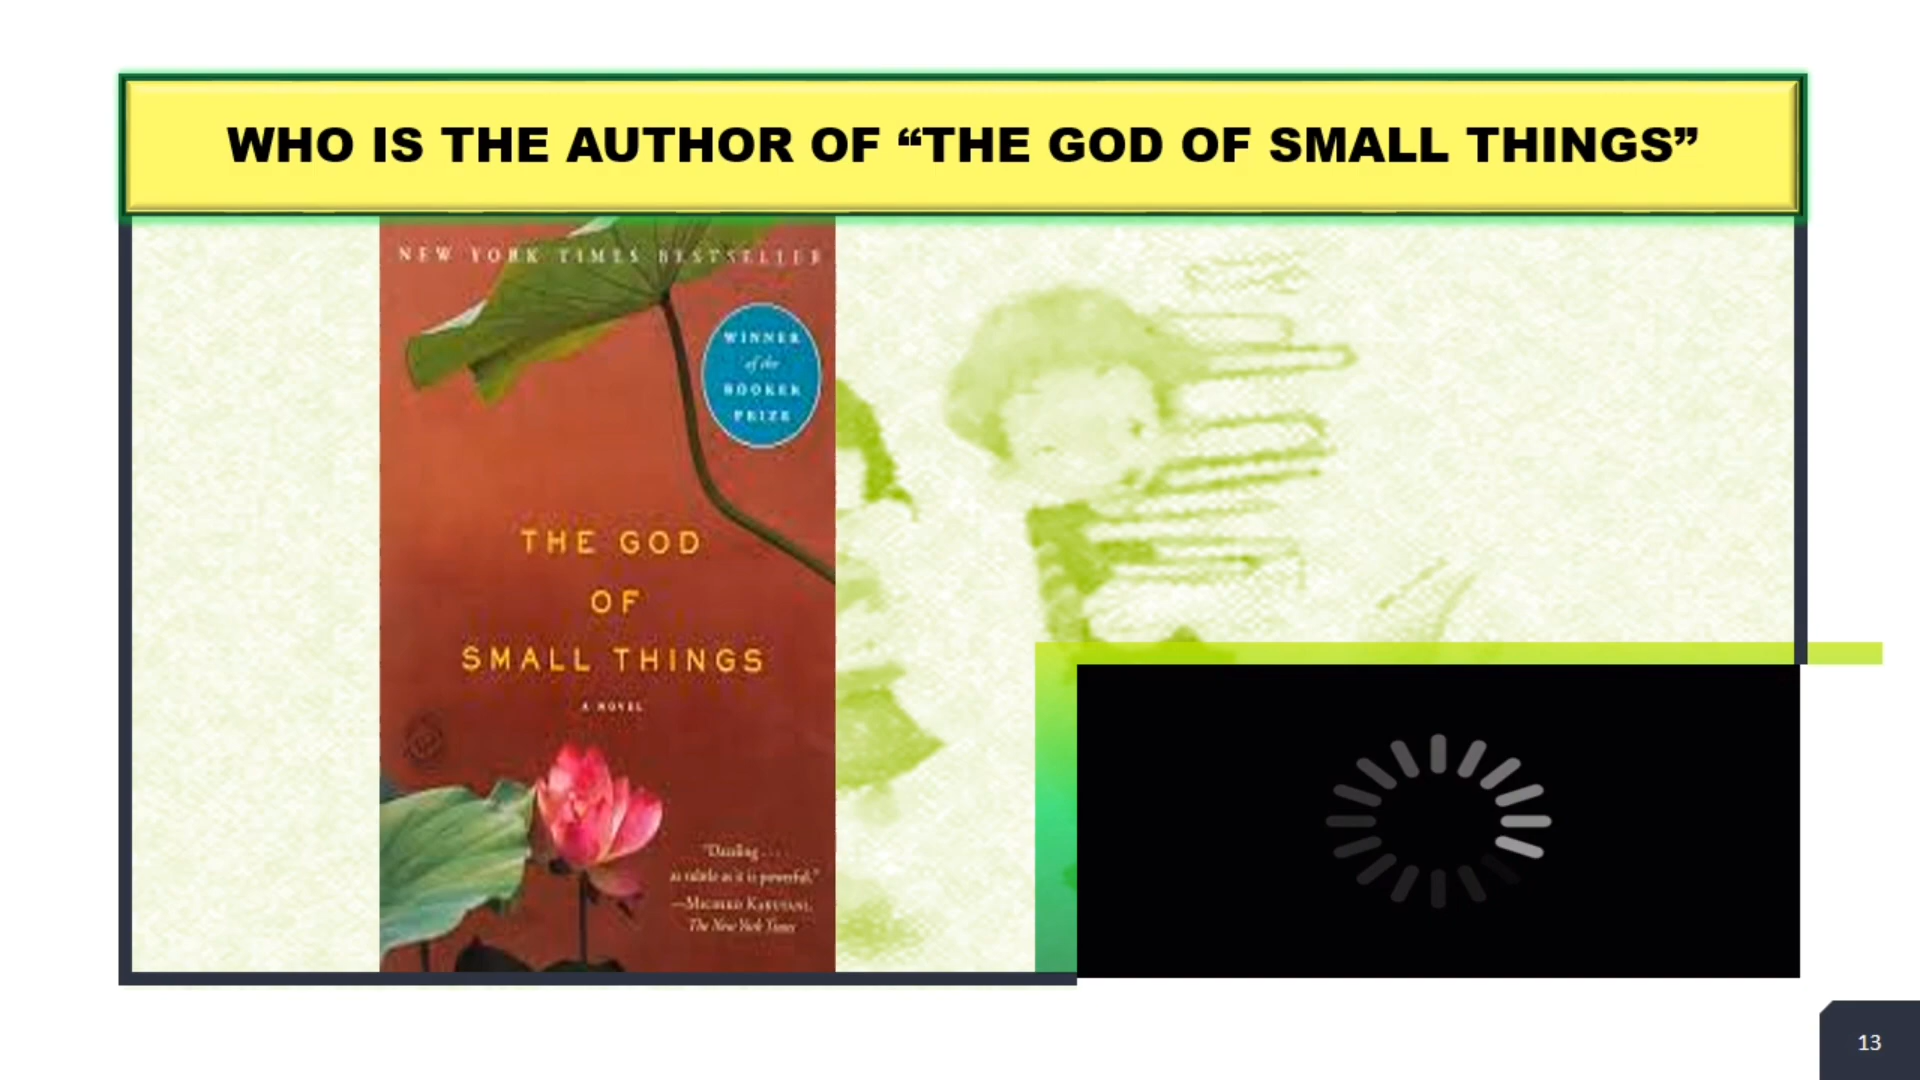 WHO IS THE AUTHOR OF “THE GOD OF SMALL THINGS”
NEW YORK TIMES BESTSELLER
WINNER
of the
BOOKER
PRIZE
THE GOD
OF
SMALL THINGS
A NOVEL
"Dazzling . . . .
as subtle as it is powerful."
—Michiko Kakutani,
The New York Times
13